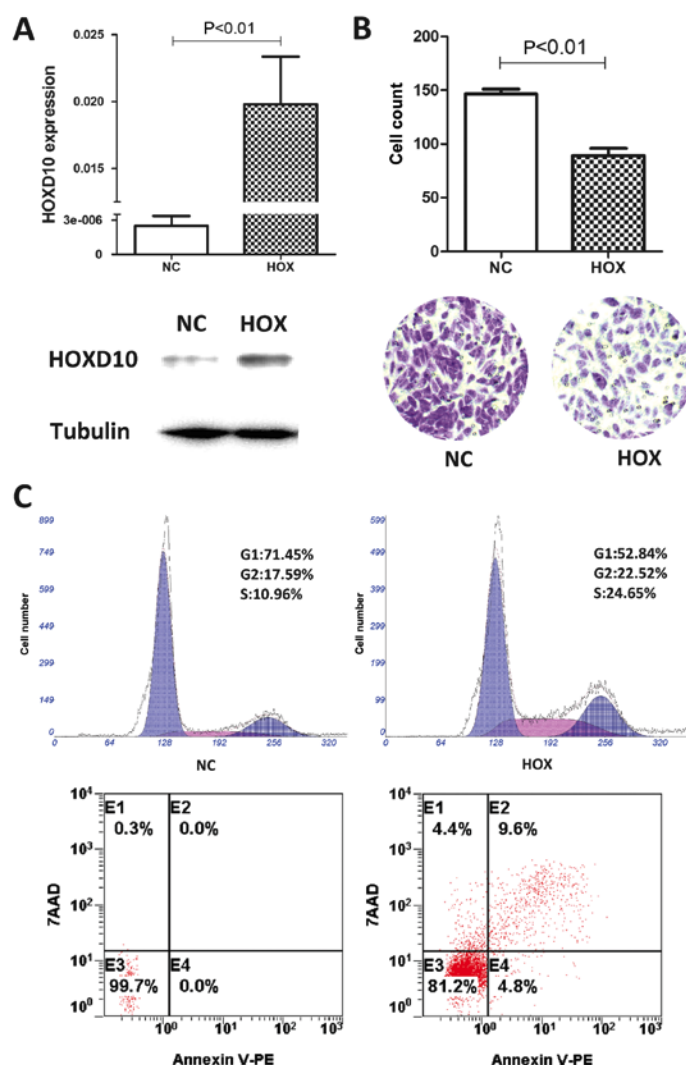 A
P<0.01
HOXD10 expression
0.025
0.020
0.015
3e-006
0
NC HOX
NC HOX
HOXD10
Tubulin
B
P<0.01
Cell count
200
150
100
50
0
NC HOX
NC HOX
C
Cell number
899
749
599
449
299
149
0
0 64 128 192 256 320
G1:71.45%
G2:17.59%
S:10.96%
NC
Cell number
599
499
399
299
199
99
0
0 64 128 192 256 320
G1:52.84%
G2:22.52%
S:24.65%
HOX
7AAD
10⁴
10³
10²
10¹
10⁰
E1 E2
0.3% 0.0%
E3 E4
99.7% 0.0%
10⁰ 10¹ 10² 10³
Annexin V-PE
7AAD
10⁴
10³
10²
10¹
10⁰
E1 E2
4.4% 9.6%
E3 E4
81.2% 4.8%
10⁰ 10¹ 10² 10³
Annexin V-PE